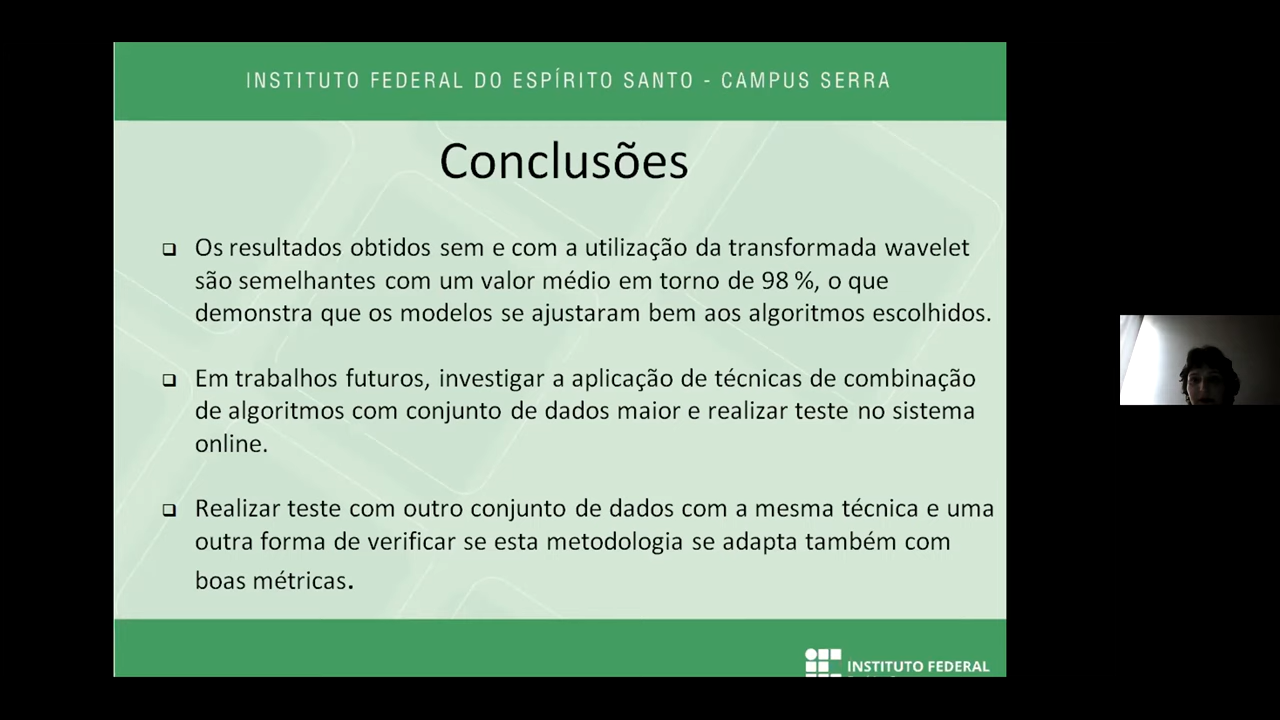 INSTITUTO FEDERAL DO ESPÍRITO SANTO - CAMPUS SERRA
Conclusões
Os resultados obtidos sem e com a utilização da transformada wavelet
são semelhantes com um valor médio em torno de 98 %, o que
demonstra que os modelos se ajustaram bem aos algoritmos escolhidos.
Em trabalhos futuros, investigar a aplicação de técnicas de combinação
de algoritmos com conjunto de dados maior e realizar teste no sistema
online.
Realizar teste com outro conjunto de dados com a mesma técnica e uma
outra forma de verificar se esta metodologia se adapta também com
boas métricas.
INSTITUTO FEDERAL